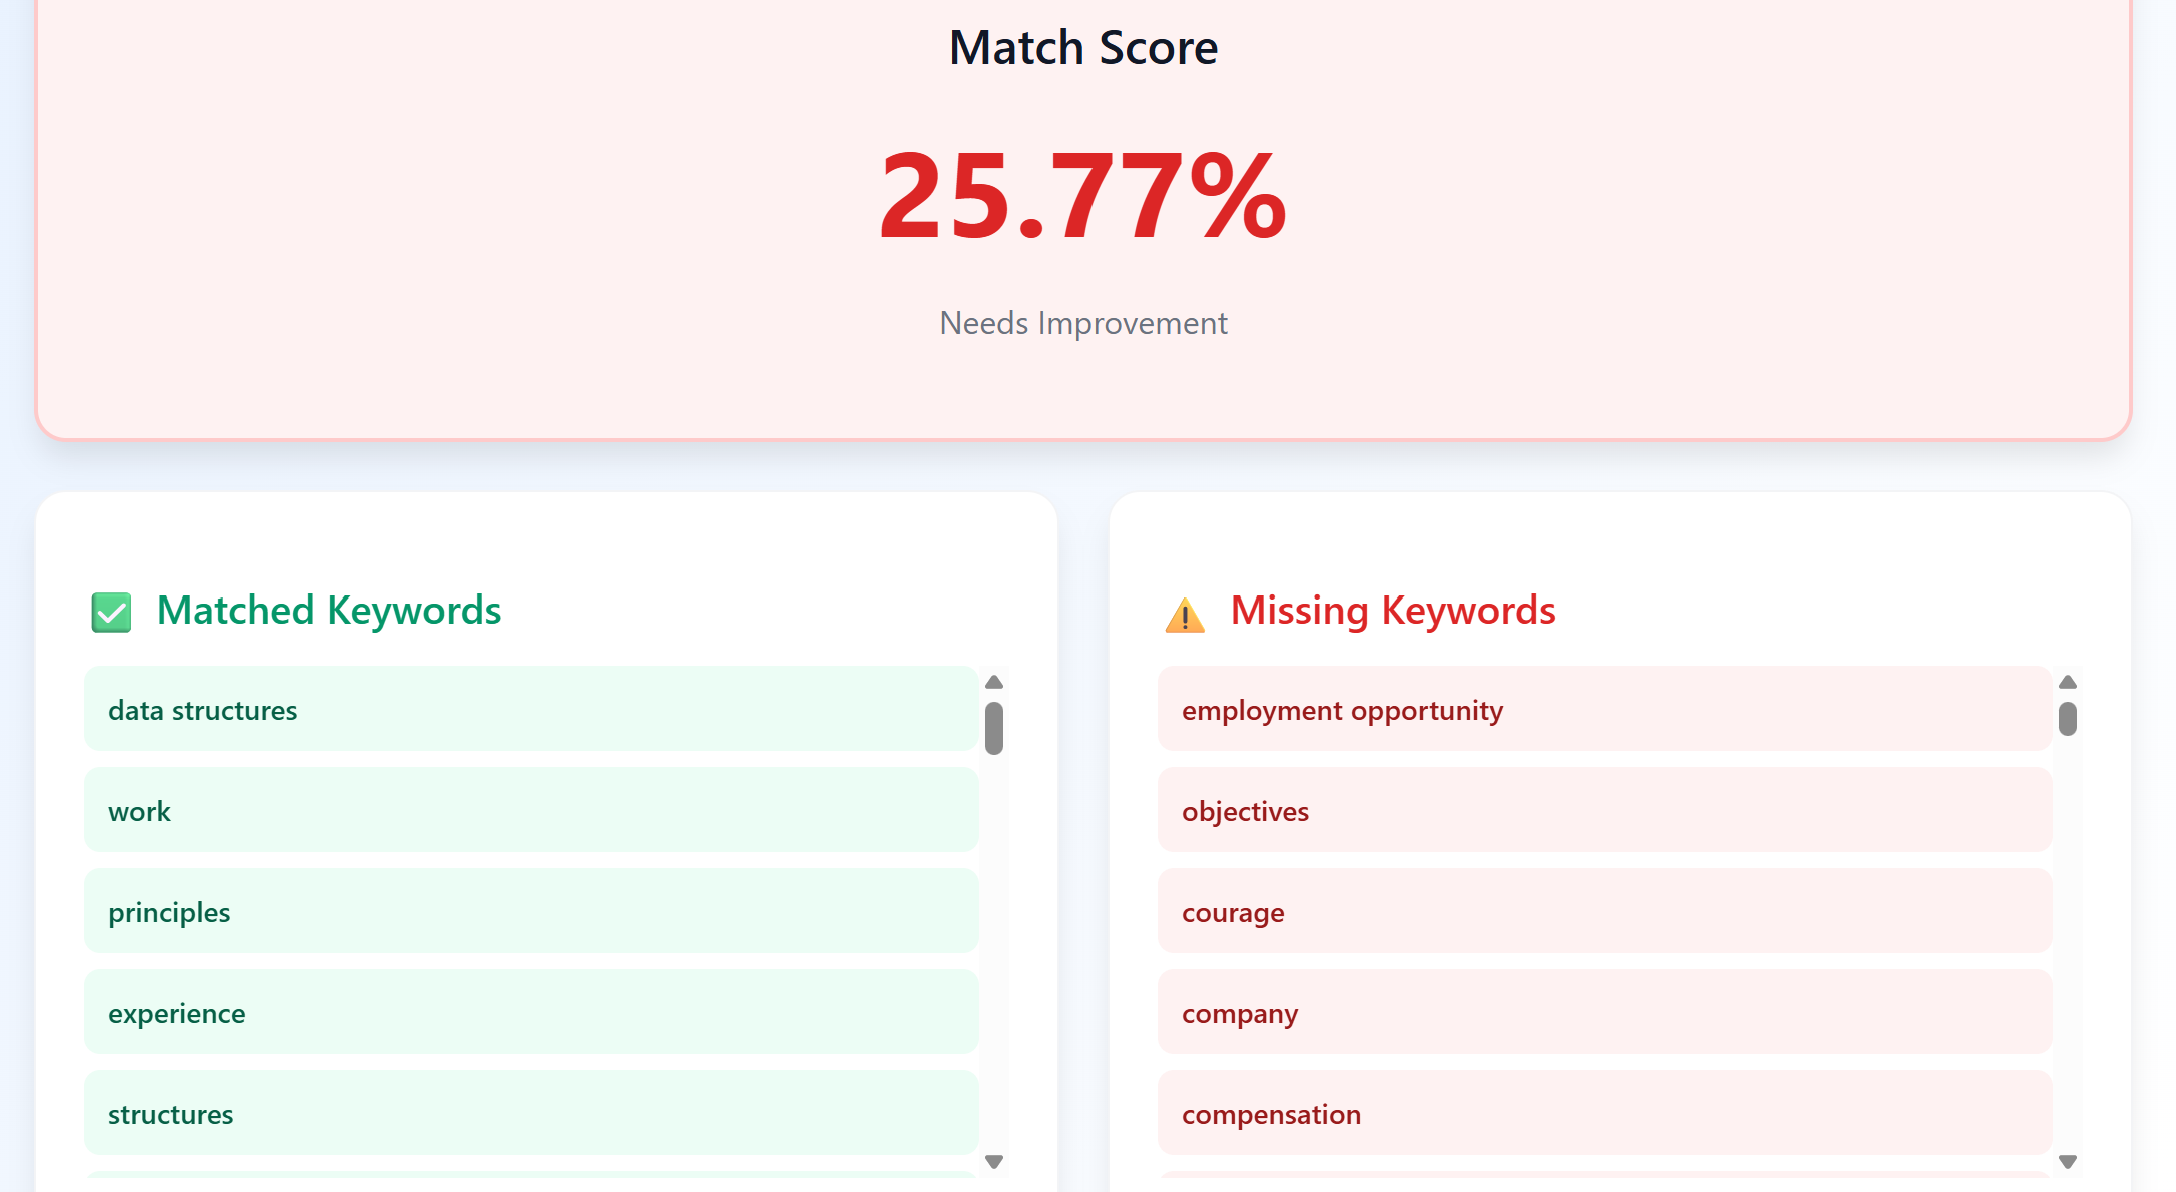 Match Score
25.77%
Needs Improvement
Matched Keywords
data structures
work
principles
experience
structures
Missing Keywords
employment opportunity
objectives
courage
company
compensation